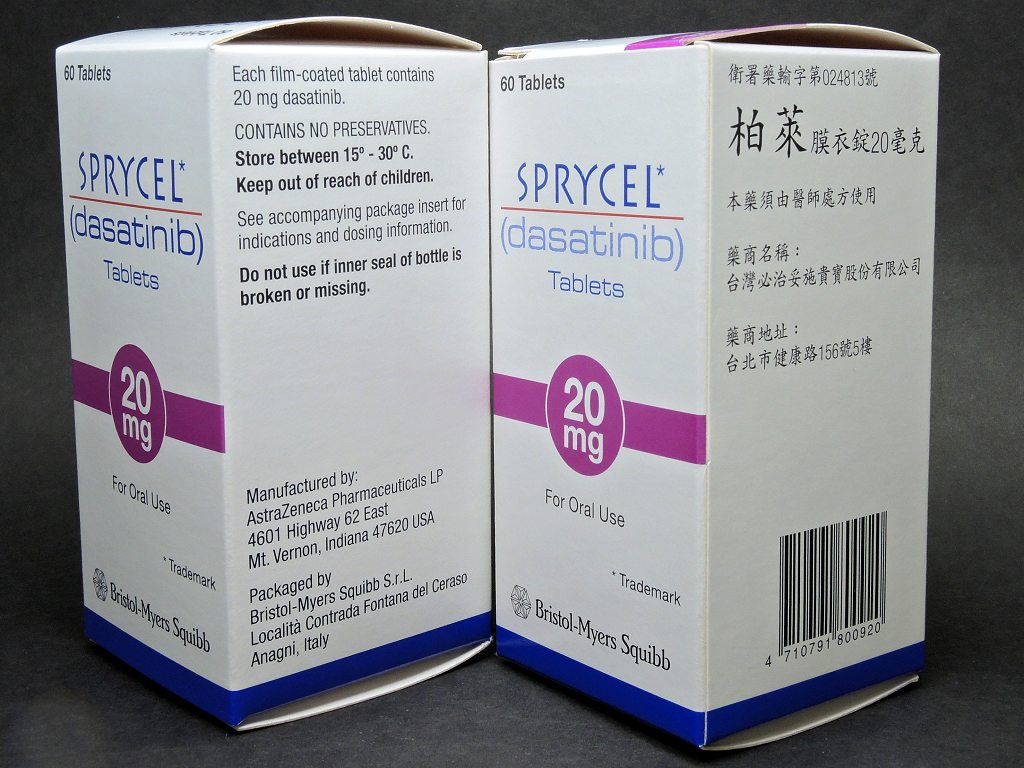 60 Tablets
SPRYCEL*
(dasatinib)
Tablets
20
mg
For Oral Use
* Trademark
Bristol-Myers Squibb
Each film-coated tablet contains
20 mg dasatinib.
CONTAINS NO PRESERVATIVES.
Store between 15º - 30º C.
Keep out of reach of children.
See accompanying package insert for
indications and dosing information.
Do not use if inner seal of bottle is
broken or missing.
Manufactured by:
AstraZeneca Pharmaceuticals LP
4601 Highway 62 East
Mt. Vernon, Indiana 47620 USA
Packaged by
Bristol-Myers Squibb S.r.L.
Località Contrada Fontana del Ceraso
Anagni, Italy
60 Tablets
SPRYCEL*
(dasatinib)
Tablets
20
mg
For Oral Use
* Trademark
Bristol-Myers Squibb
衛署藥輸字第024813號
柏萊膜衣錠20毫克
本藥須由醫師處方使用
藥商名稱：
台灣必治妥施貴寶股份有限公司
藥商地址：
台北市健康路156號5樓
4 710791 800920